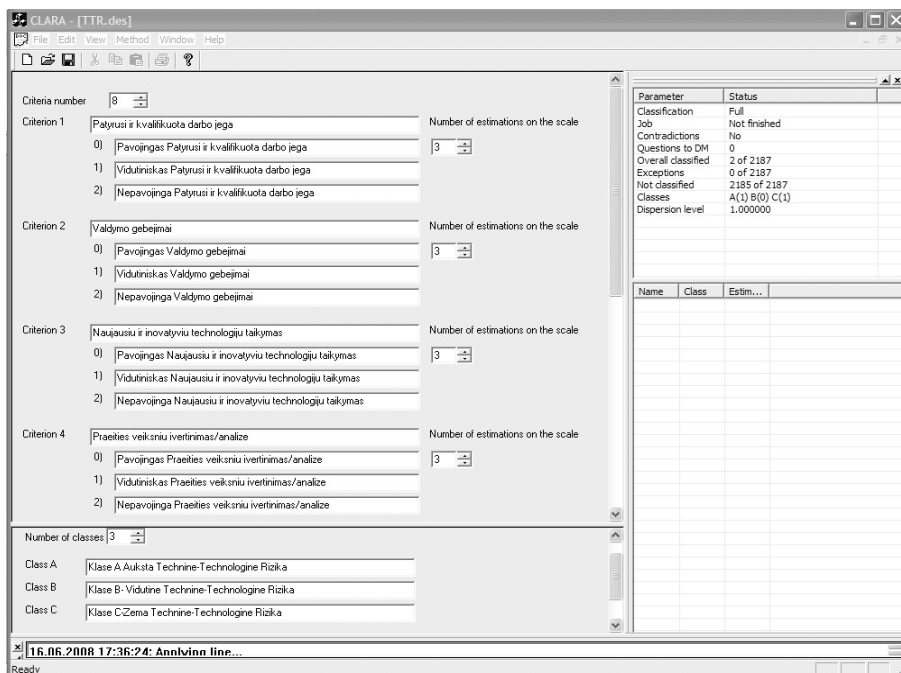 CLARA - [TTR.des]
File Edit View Method Window Help
Criteria number 8
Criterion 1 Patyrusi ir kvalifikuota darbo jega Number of estimations on the scale
0) Pavojingas Patyrusi ir kvalifikuota darbo jega 3
1) Vidutiniskas Patyrusi ir kvalifikuota darbo jega
2) Nepavojinga Patyrusi ir kvalifikuota darbo jega
Criterion 2 Valdymo gebejimai Number of estimations on the scale
0) Pavojingas Valdymo gebejimai 3
1) Vidutiniskas Valdymo gebejimai
2) Nepavojinga Valdymo gebejimai
Criterion 3 Naujausiu ir inovatyviu technologiju taikymas Number of estimations on the scale
0) Pavojingas Naujausiu ir inovatyviu technologiju taikymas 3
1) Vidutiniskas Naujausiu ir inovatyviu technologiju taikymas
2) Nepavojinga Naujausiu ir inovatyviu technologiju taikymas
Criterion 4 Praeities veiksniu ivertinimas/analize Number of estimations on the scale
0) Pavojingas Praeities veiksniu ivertinimas/analize 3
1) Vidutiniskas Praeities veiksniu ivertinimas/analize
2) Nepavojinga Praeities veiksniu ivertinimas/analize
Number of classes 3
Class A Klase A Auksta Technine-Technologine Rizika
Class B Klase B- Vidutine Technine-Technologine Rizika
Class C Klase C-Zema Technine-Technologine Rizika
Parameter Status
Classification Full
Job Not finished
Contradictions No
Questions to DM 0
Overall classified 2 of 2187
Exceptions 0 of 2187
Not classified 2185 of 2187
Classes A(1) B(0) C(1)
Dispersion level 1.000000
Name Class Estim...
16.06.2008 17:36:24: Applying line...
Ready